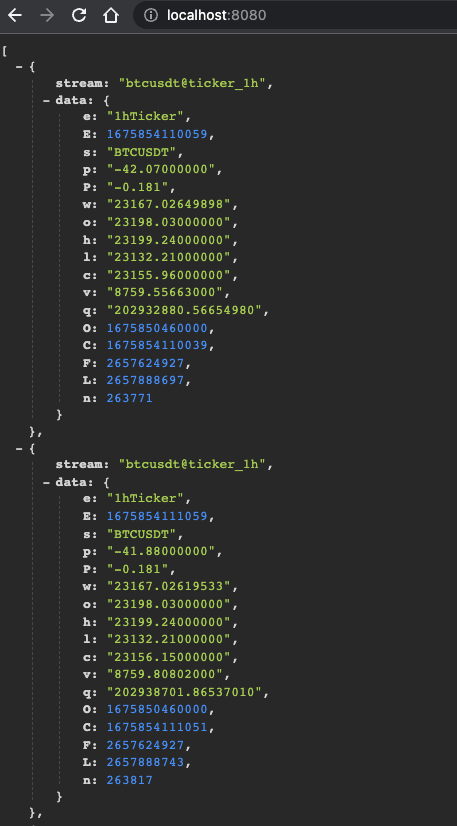 localhost:8080
[
- {
stream: "btcusdt@ticker_1h",
- data: {
e: "1hTicker",
E: 1675854110059,
s: "BTCUSDT",
p: "-42.07000000",
P: "-0.181",
w: "23167.02649898",
o: "23198.03000000",
h: "23199.24000000",
l: "23132.21000000",
c: "23155.96000000",
v: "8759.55663000",
q: "202932880.56654980",
O: 1675850460000,
C: 1675854110039,
F: 2657624927,
L: 2657888697,
n: 263771
}
},
- {
stream: "btcusdt@ticker_1h",
- data: {
e: "1hTicker",
E: 1675854111059,
s: "BTCUSDT",
p: "-41.88000000",
P: "-0.181",
w: "23167.02619533",
o: "23198.03000000",
h: "23199.24000000",
l: "23132.21000000",
c: "23156.15000000",
v: "8759.80802000",
q: "202938701.86537010",
O: 1675850460000,
C: 1675854111051,
F: 2657624927,
L: 2657888743,
n: 263817
}
},